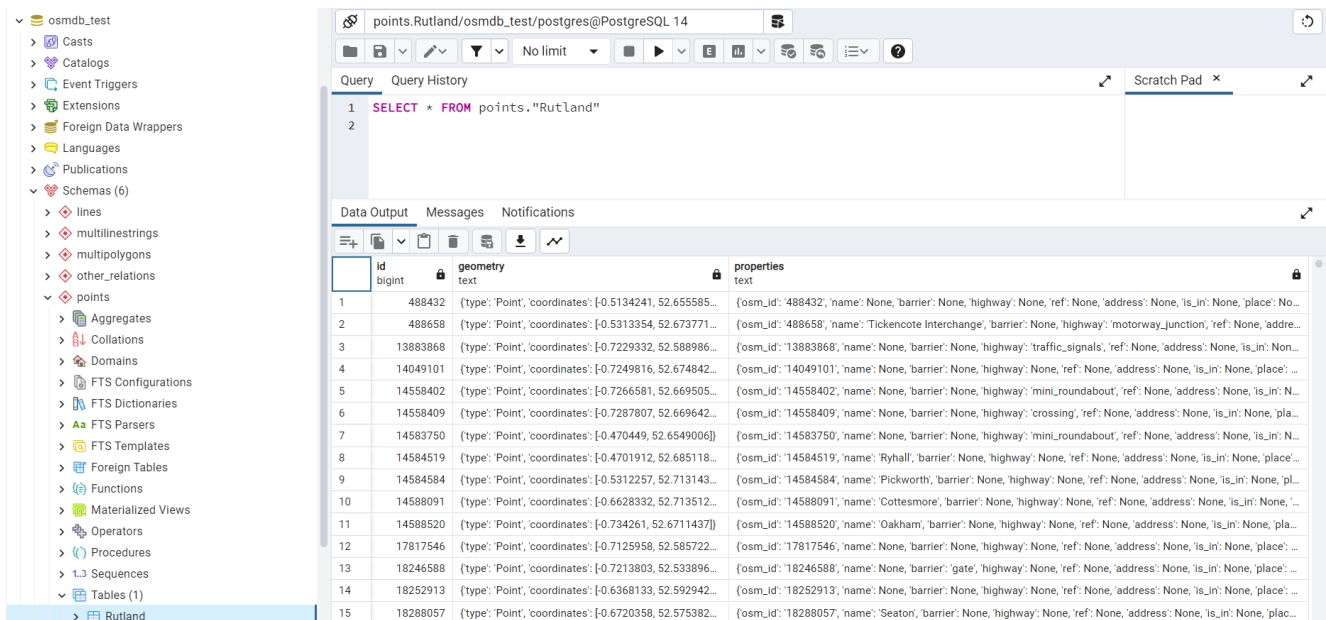 osmdb_test
Casts
Catalogs
Event Triggers
Extensions
Foreign Data Wrappers
Languages
Publications
Schemas (6)
lines
multilinestrings
multipolygons
other_relations
points
Aggregates
Collations
Domains
FTS Configurations
FTS Dictionaries
Aa FTS Parsers
FTS Templates
Foreign Tables
Functions
Materialized Views
Operators
Procedures
1..3 Sequences
Tables (1)
Rutland
points.Rutland/osmdb_test/postgres@PostgreSQL 14
No limit
E
Query Query History
Scratch Pad ×
1 SELECT * FROM points."Rutland"
2
Data Output Messages Notifications
id geometry properties
bigint text text
1 488432 {'type': 'Point', 'coordinates': [-0.5134241, 52.655585... {'osm_id': '488432', 'name': None, 'barrier': None, 'highway': None, 'ref': None, 'address': None, 'is_in': None, 'place': No...
2 488658 {'type': 'Point', 'coordinates': [-0.5313354, 52.673771... {'osm_id': '488658', 'name': 'Tickencote Interchange', 'barrier': None, 'highway': 'motorway_junction', 'ref': None, 'addre...
3 13883868 {'type': 'Point', 'coordinates': [-0.7229332, 52.588986... {'osm_id': '13883868', 'name': None, 'barrier': None, 'highway': 'traffic_signals', 'ref': None, 'address': None, 'is_in': Non...
4 14049101 {'type': 'Point', 'coordinates': [-0.7249816, 52.674842... {'osm_id': '14049101', 'name': None, 'barrier': None, 'highway': None, 'ref': None, 'address': None, 'is_in': None, 'place': ...
5 14558402 {'type': 'Point', 'coordinates': [-0.7266581, 52.669505... {'osm_id': '14558402', 'name': None, 'barrier': None, 'highway': 'mini_roundabout', 'ref': None, 'address': None, 'is_in': N...
6 14558409 {'type': 'Point', 'coordinates': [-0.7287807, 52.669642... {'osm_id': '14558409', 'name': None, 'barrier': None, 'highway': 'crossing', 'ref': None, 'address': None, 'is_in': None, 'pla...
7 14583750 {'type': 'Point', 'coordinates': [-0.470449, 52.6549006]} {'osm_id': '14583750', 'name': None, 'barrier': None, 'highway': 'mini_roundabout', 'ref': None, 'address': None, 'is_in': N...
8 14584519 {'type': 'Point', 'coordinates': [-0.4701912, 52.685118... {'osm_id': '14584519', 'name': 'Ryhall', 'barrier': None, 'highway': None, 'ref': None, 'address': None, 'is_in': None, 'place'...
9 14584584 {'type': 'Point', 'coordinates': [-0.5312257, 52.713143... {'osm_id': '14584584', 'name': 'Pickworth', 'barrier': None, 'highway': None, 'ref': None, 'address': None, 'is_in': None, 'pl...
10 14588091 {'type': 'Point', 'coordinates': [-0.6628332, 52.713512... {'osm_id': '14588091', 'name': 'Cottesmore', 'barrier': None, 'highway': None, 'ref': None, 'address': None, 'is_in': None, '...
11 14588520 {'type': 'Point', 'coordinates': [-0.734261, 52.6711437]} {'osm_id': '14588520', 'name': 'Oakham', 'barrier': None, 'highway': None, 'ref': None, 'address': None, 'is_in': None, 'pla...
12 17817546 {'type': 'Point', 'coordinates': [-0.7125958, 52.585722... {'osm_id': '17817546', 'name': None, 'barrier': None, 'highway': None, 'ref': None, 'address': None, 'is_in': None, 'place': ...
13 18246588 {'type': 'Point', 'coordinates': [-0.7213803, 52.533896... {'osm_id': '18246588', 'name': None, 'barrier': 'gate', 'highway': None, 'ref': None, 'address': None, 'is_in': None, 'place': ...
14 18252913 {'type': 'Point', 'coordinates': [-0.6368133, 52.592942... {'osm_id': '18252913', 'name': None, 'barrier': None, 'highway': None, 'ref': None, 'address': None, 'is_in': None, 'place': ...
15 18288057 {'type': 'Point', 'coordinates': [-0.6720358, 52.575382... {'osm_id': '18288057', 'name': 'Seaton', 'barrier': None, 'highway': None, 'ref': None, 'address': None, 'is_in': None, 'plac...